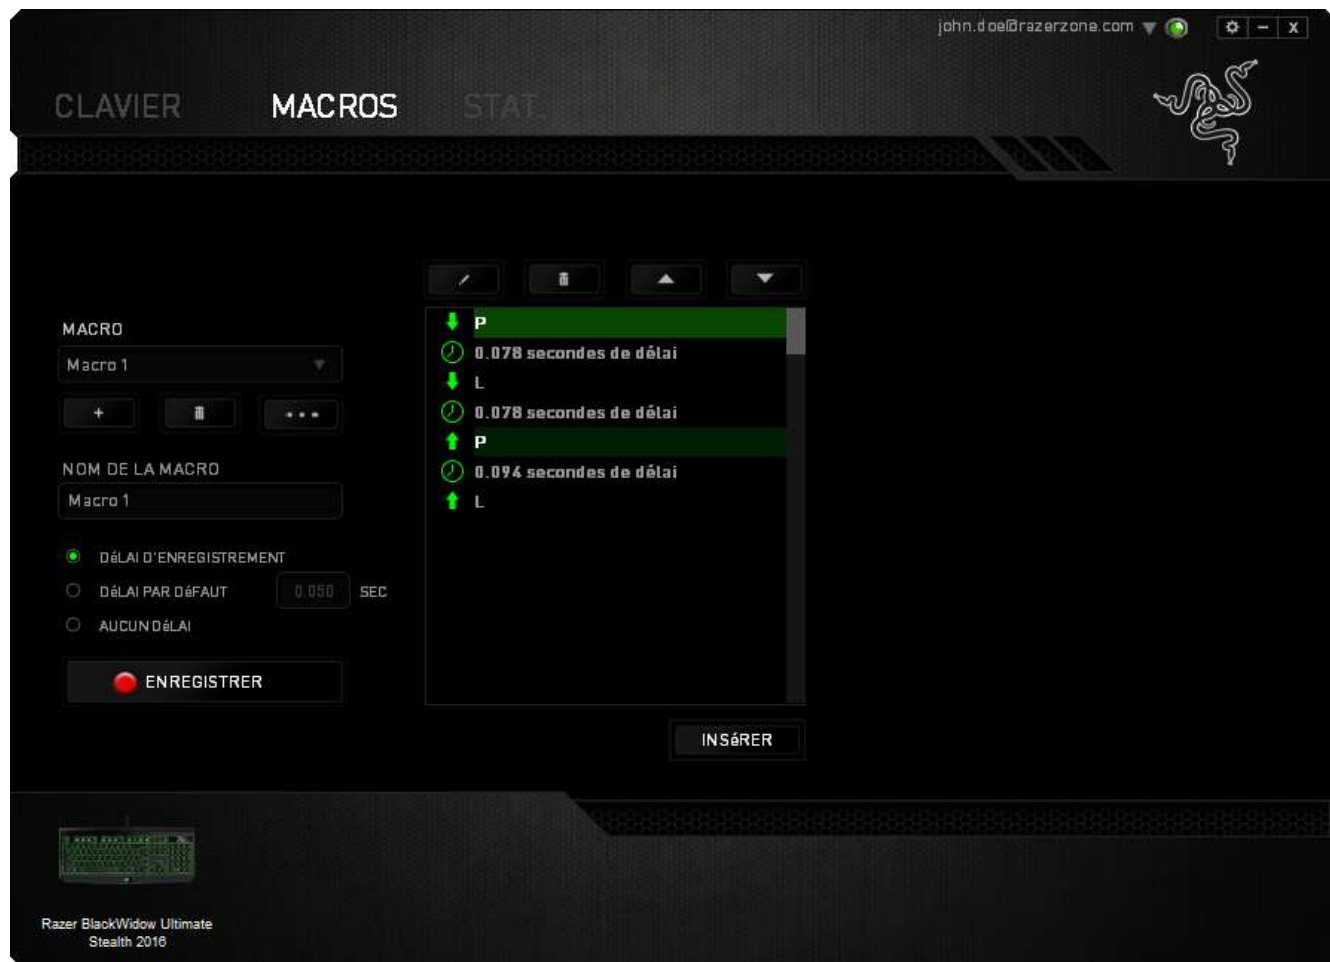 john.doe@razerzone.com
CLAVIER MACROS STAT
MACRO
Macro 1
NOM DE LA MACRO
Macro 1
DéLAI D'ENREGISTREMENT
DéLAI PAR DéFAUT 0.050 SEC
AUCUN DéLAI
ENREGISTRER
P
0.078 secondes de délai
L
0.078 secondes de délai
P
0.094 secondes de délai
L
INSéRER
Razer BlackWidow Ultimate
Stealth 2016